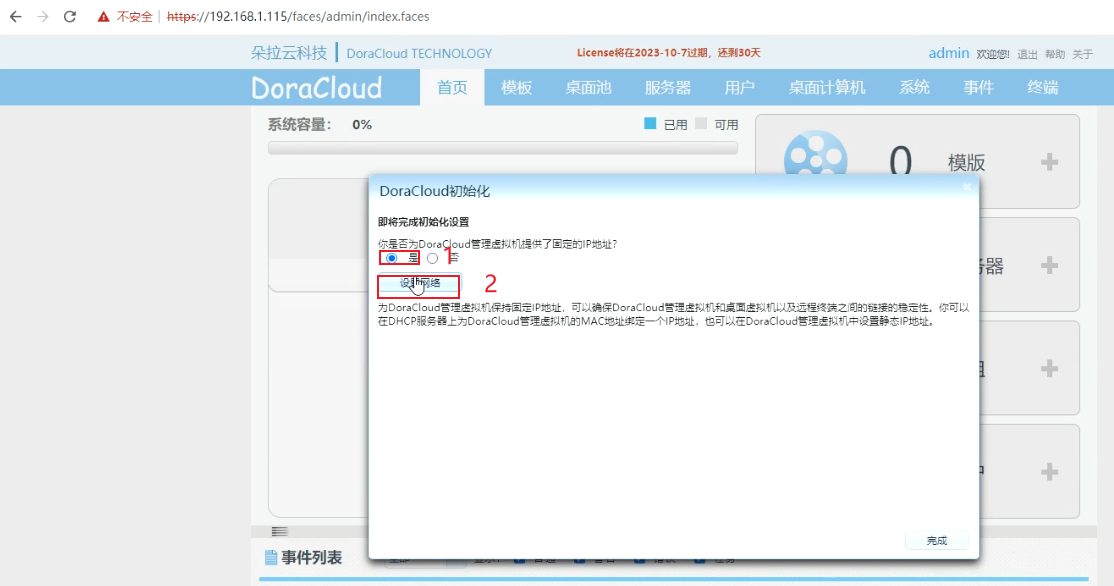 不安全 https://192.168.1.115/faces/admin/index.faces
朵拉云科技 DoraCloud TECHNOLOGY License将在2023-10-7过期，还剩30天 admin 欢迎您! 退出 帮助 关于
DoraCloud 首页 模板 桌面池 服务器 用户 桌面计算机 系统 事件 终端
系统容量： 0% 已用 可用
0 模版
DoraCloud初始化
即将完成初始化设置
你是否为DoraCloud管理虚拟机提供了固定的IP地址?
是 1 否
设置网络 2
为DoraCloud管理虚拟机保持固定IP地址，可以确保DoraCloud管理虚拟机和桌面虚拟机以及远程终端之间的链接的稳定性。你可以
在DHCP服务器上为DoraCloud管理虚拟机的MAC地址绑定一个IP地址，也可以在DoraCloud管理虚拟机中设置静态IP地址。
完成
事件列表